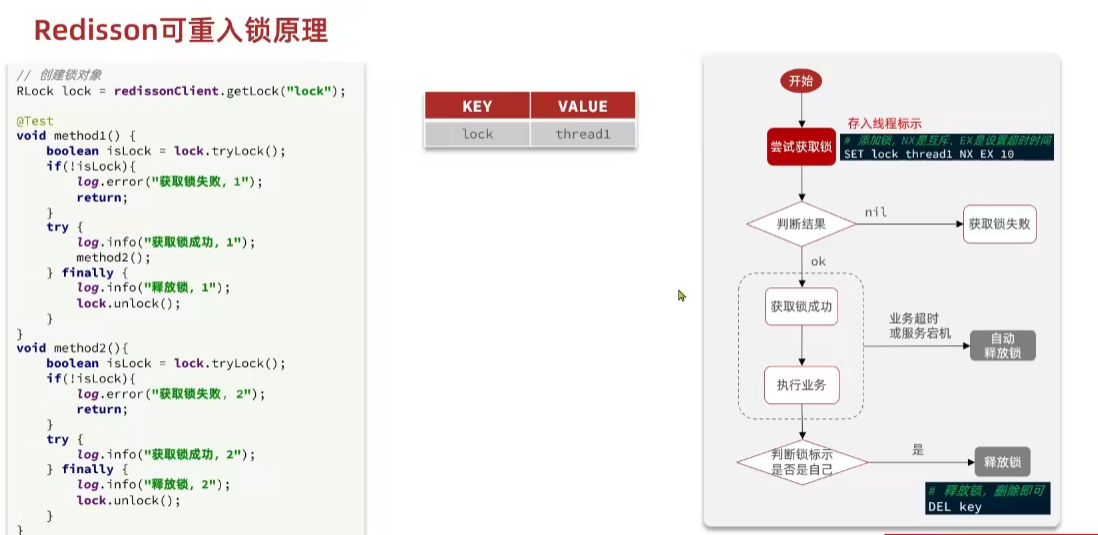 Redisson可重入锁原理
// 创建锁对象
RLock lock = redissonClient.getLock("lock");
@Test
void method1() {
boolean isLock = lock.tryLock();
if(!isLock){
log.error("获取锁失败，1");
return;
}
try {
log.info("获取锁成功，1");
method2();
} finally {
log.info("释放锁，1");
lock.unlock();
}
}
void method2(){
boolean isLock = lock.tryLock();
if(!isLock){
log.error("获取锁失败，2");
return;
}
try {
log.info("获取锁成功，2");
} finally {
log.info("释放锁，2");
lock.unlock();
}
}
KEY VALUE
lock thread1
开始
存入线程标示
尝试获取锁
# 添加锁，NX是互斥、EX是设置超时时间
SET lock thread1 NX EX 10
判断结果
nil
获取锁失败
ok
获取锁成功
业务超时
或服务宕机
自动
释放锁
执行业务
判断锁标示
是否是自己
是
释放锁
# 释放锁，删除即可
DEL key